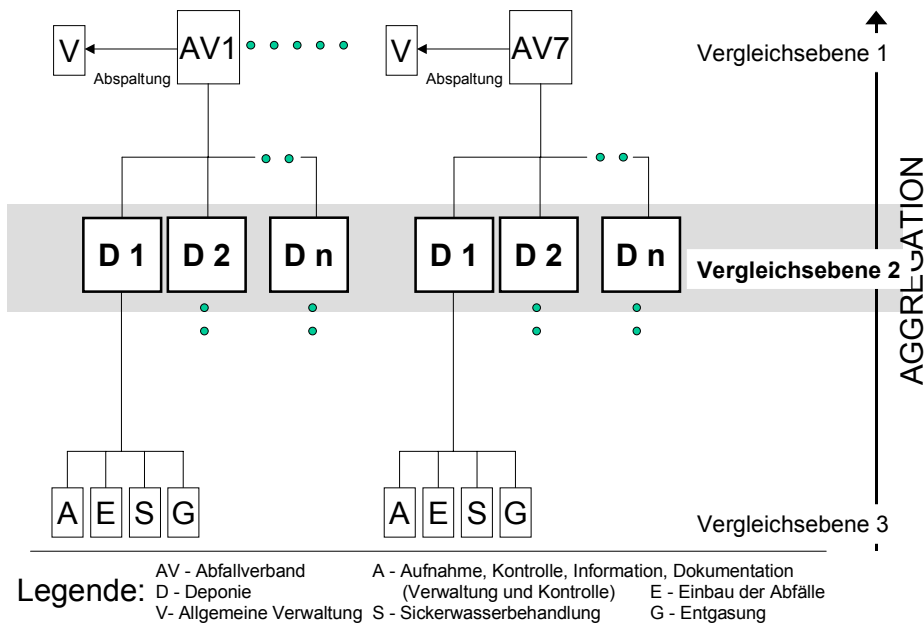 V AV1 V AV7 Vergleichsebene 1
Abspaltung Abspaltung
D 1 D 2 D n D 1 D 2 D n Vergleichsebene 2
AGGREGATION
A E S G A E S G
Vergleichsebene 3
Legende:
AV - Abfallverband
D - Deponie
V- Allgemeine Verwaltung
A - Aufnahme, Kontrolle, Information, Dokumentation
(Verwaltung und Kontrolle)
S - Sickerwasserbehandlung
E - Einbau der Abfälle
G - Entgasung